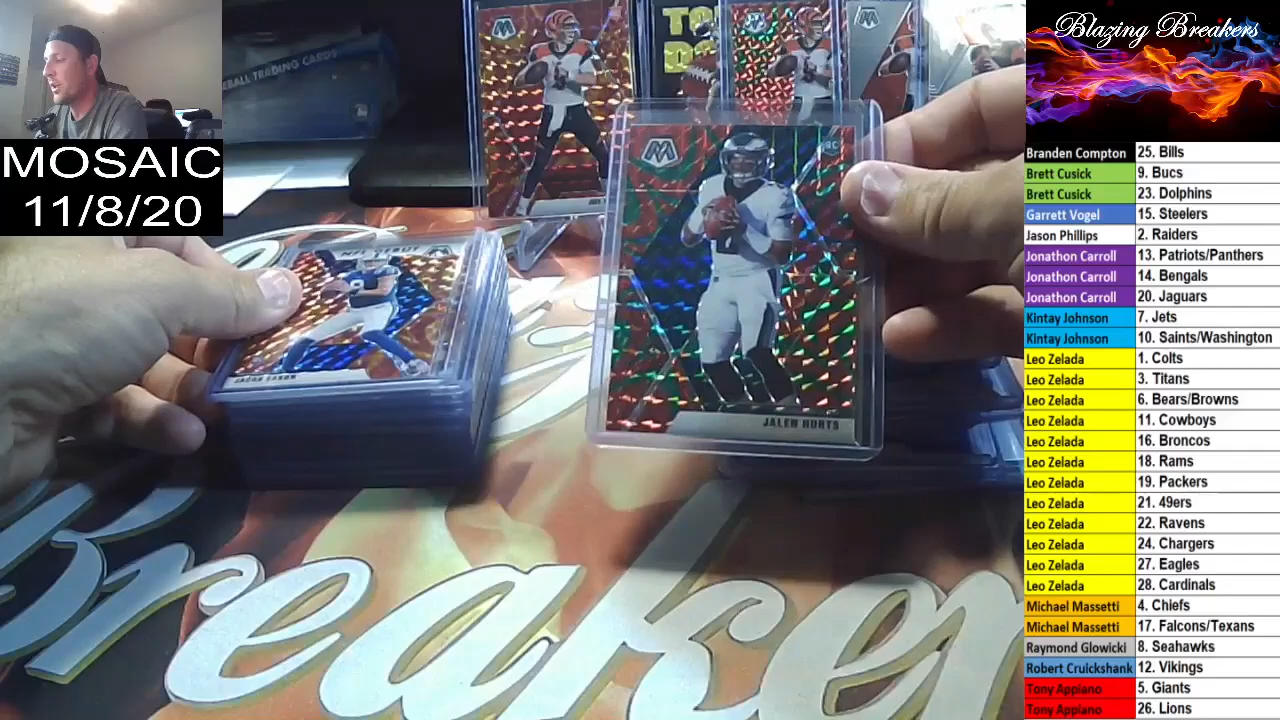 MOSAIC
11/8/20
BASEBALL TRADING CARDS
JALEN HURTS
RC
Blazing Breakers
Branden Compton 25. Bills
Brett Cusick 9. Bucs
Brett Cusick 23. Dolphins
Garrett Vogel 15. Steelers
Jason Phillips 2. Raiders
Jonathon Carroll 13. Patriots/Panthers
Jonathon Carroll 14. Bengals
Jonathon Carroll 20. Jaguars
Kintay Johnson 7. Jets
Kintay Johnson 10. Saints/Washington
Leo Zelada 1. Colts
Leo Zelada 3. Titans
Leo Zelada 6. Bears/Browns
Leo Zelada 11. Cowboys
Leo Zelada 16. Broncos
Leo Zelada 18. Rams
Leo Zelada 19. Packers
Leo Zelada 21. 49ers
Leo Zelada 22. Ravens
Leo Zelada 24. Chargers
Leo Zelada 27. Eagles
Leo Zelada 28. Cardinals
Michael Massetti 4. Chiefs
Michael Massetti 17. Falcons/Texans
Raymond Glowicki 8. Seahawks
Robert Cruickshank 12. Vikings
Tony Appiano 5. Giants
Tony Appiano 26. Lions
Breaker